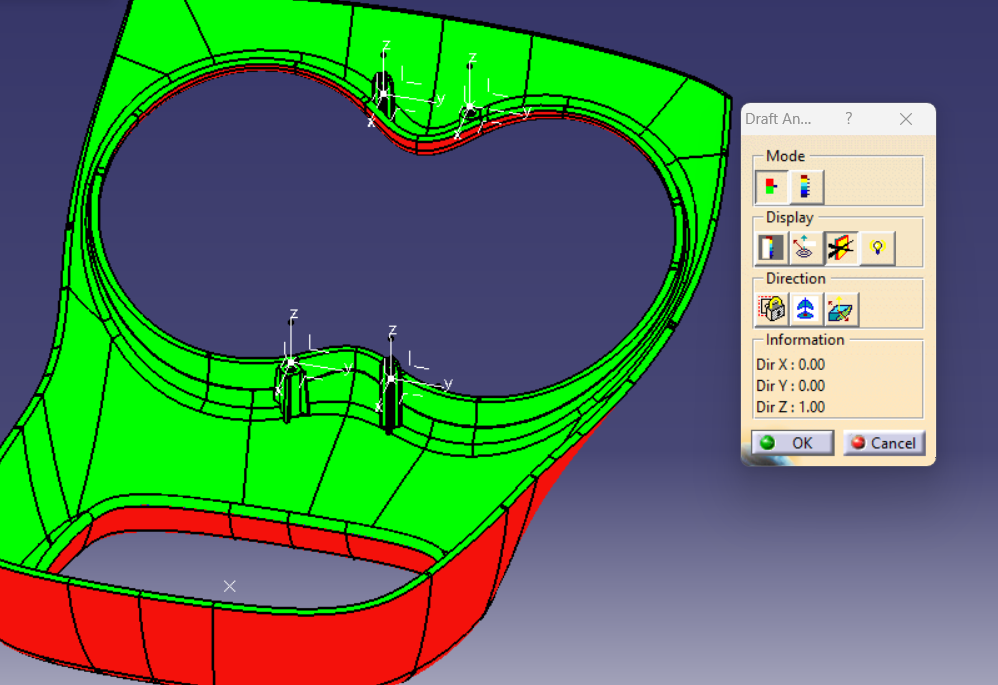 Draft An... ?
Mode
Display
Direction
Information
Dir X : 0.00
Dir Y : 0.00
Dir Z : 1.00
OK Cancel
z
z
y
y
x
x
z
z
y
y
x
x